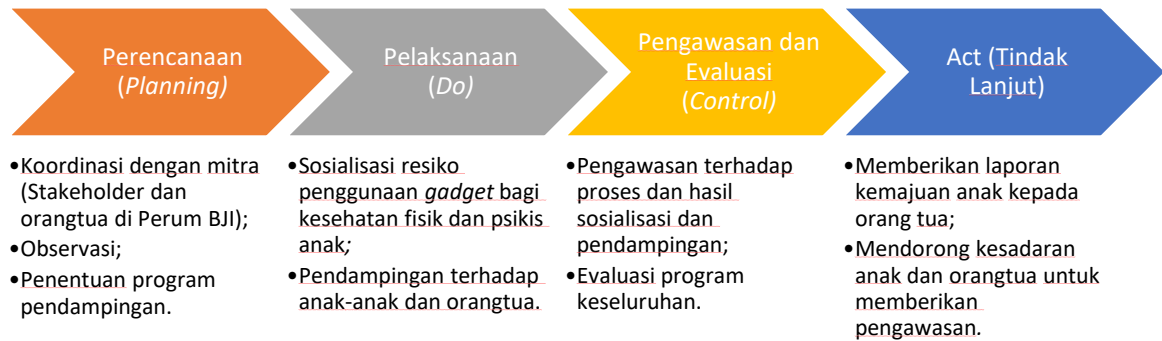 Perencanaan
(Planning)
•Koordinasi dengan mitra
(Stakeholder dan
orangtua di Perum BJI);
•Observasi;
•Penentuan program
pendampingan.
Pelaksanaan
(Do)
•Sosialisasi resiko
penggunaan gadget bagi
kesehatan fisik dan psikis
anak;
•Pendampingan terhadap
anak-anak dan orangtua.
Pengawasan dan
Evaluasi
(Control)
•Pengawasan terhadap
proses dan hasil
sosialisasi dan
pendampingan;
•Evaluasi program
keseluruhan.
Act (Tindak
Lanjut)
•Memberikan laporan
kemajuan anak kepada
orang tua;
•Mendorong kesadaran
anak dan orangtua untuk
memberikan
pengawasan.